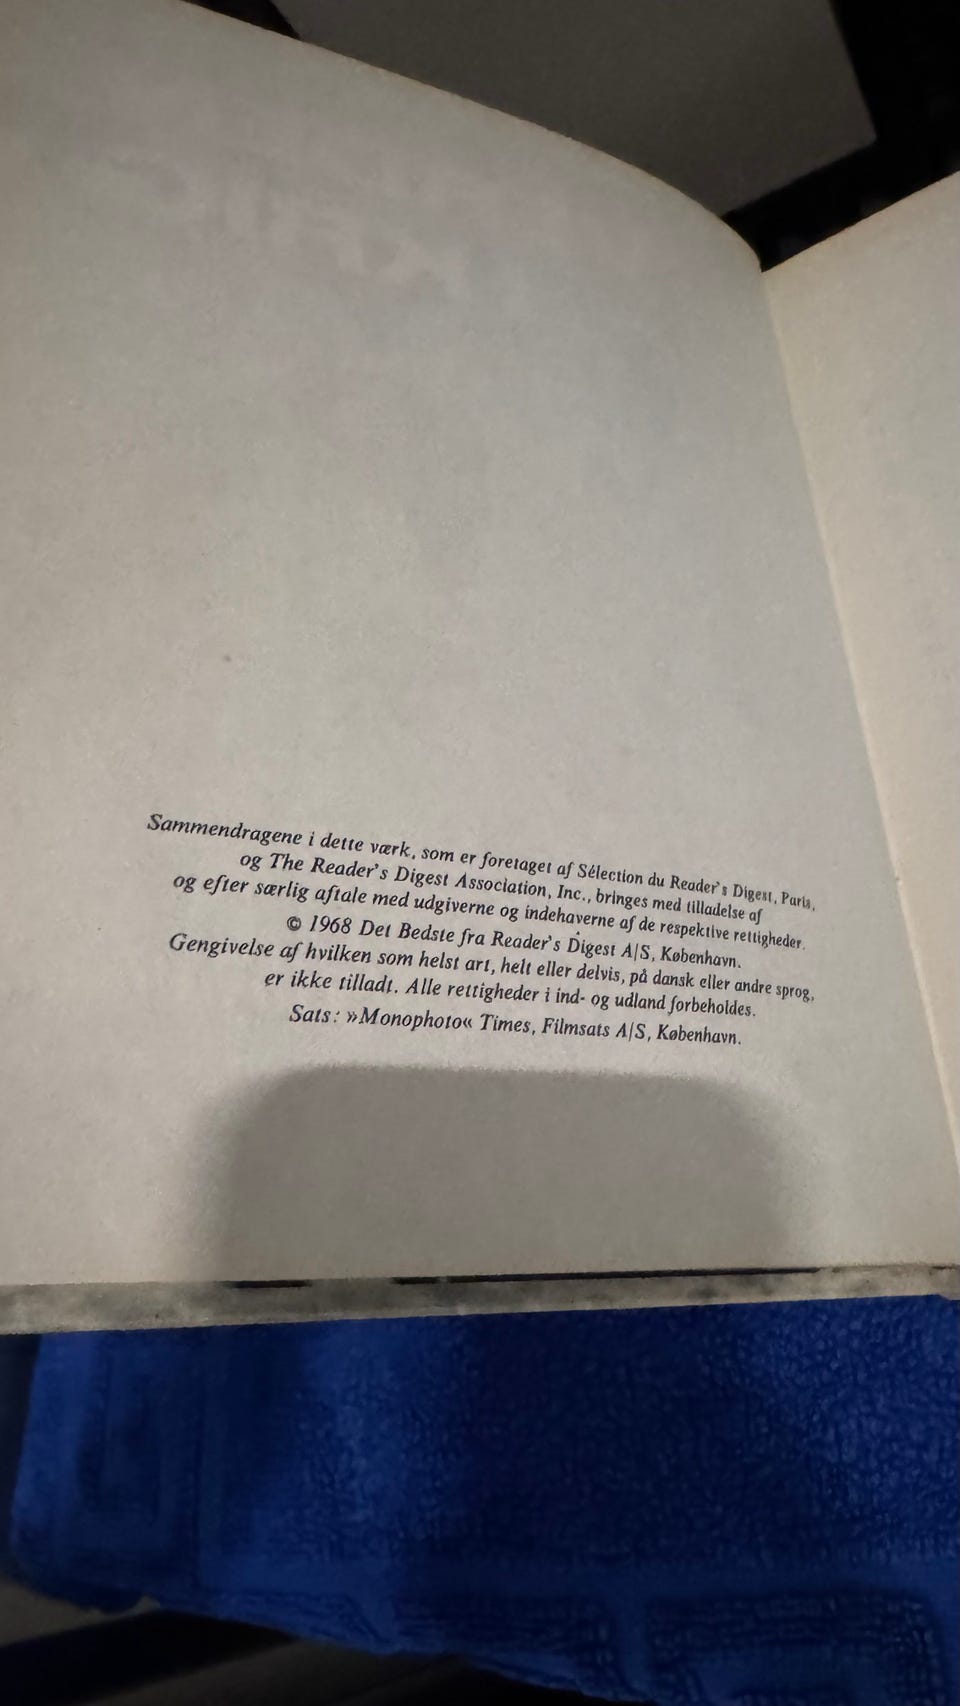 Sammendragene i dette værk, som er foretaget af Sélection du Reader's Digest, Paris,
og The Reader's Digest Association, Inc., bringes med tilladelse af
og efter særlig aftale med udgiverne og indehaverne af de respektive rettigheder.
© 1968 Det Bedste fra Reader's Digest A/S, København.
Gengivelse af hvilken som helst art, helt eller delvis, på dansk eller andre sprog,
er ikke tilladt. Alle rettigheder i ind- og udland forbeholdes.
Sats: »Monophoto« Times, Filmsats A/S, København.